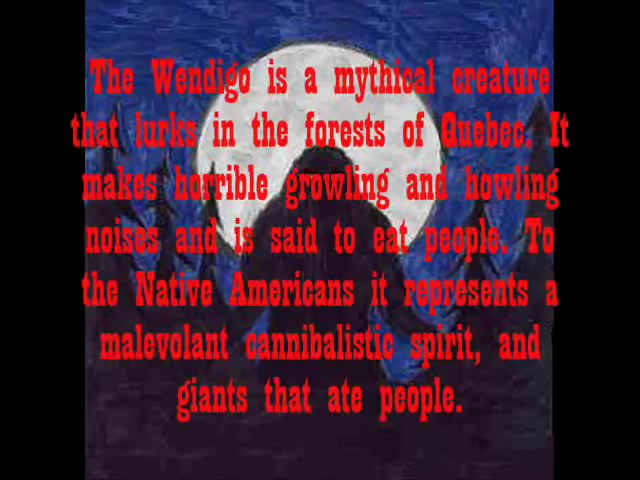 The Wendigo is a mythical creature
that lurks in the forests of Quebec. It
makes horrible growling and howling
noises and is said to eat people. To
the Native Americans it represents a
malevolant cannibalistic spirit, and
giants that ate people.